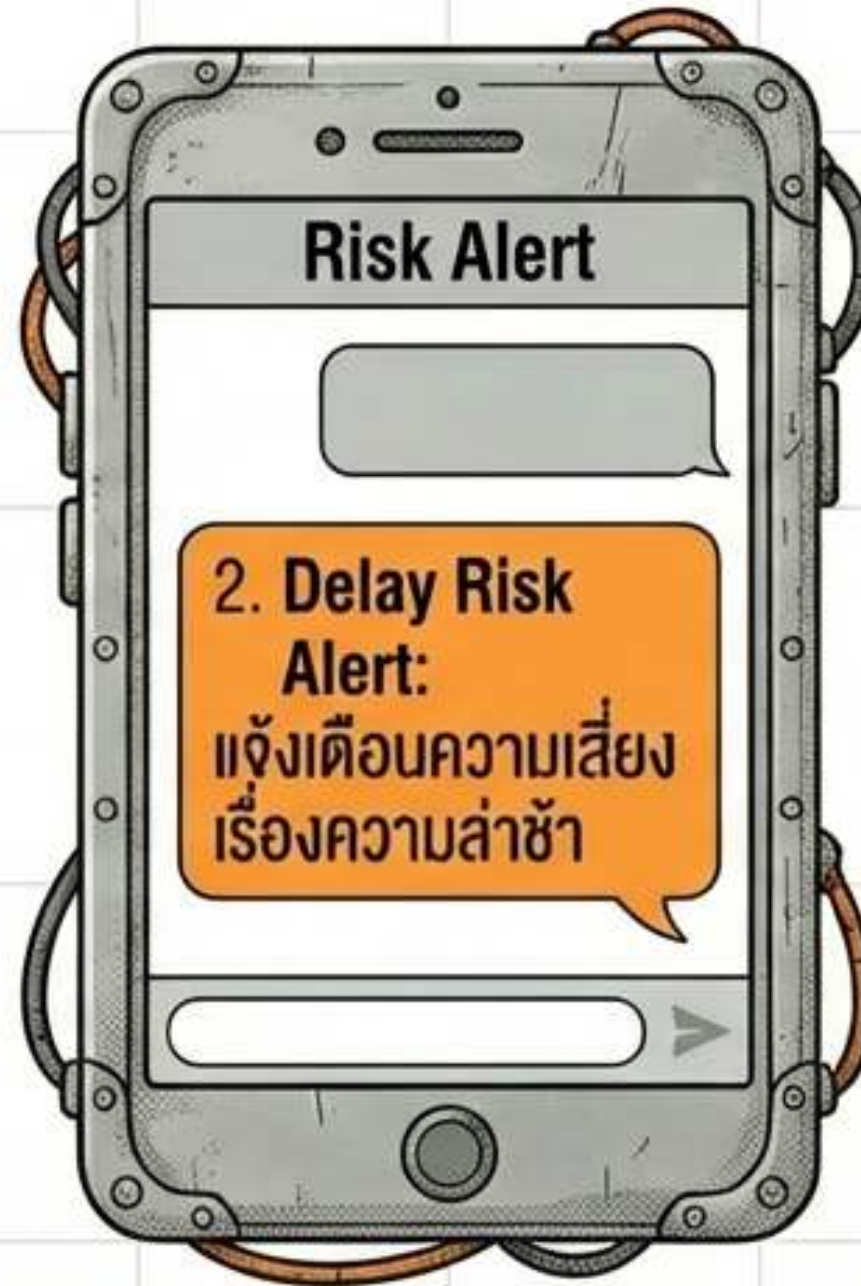 Risk Alert
2. Delay Risk
Alert:
แจ้งเดือนความเสี่ยง
เรื่องความล่าช้า